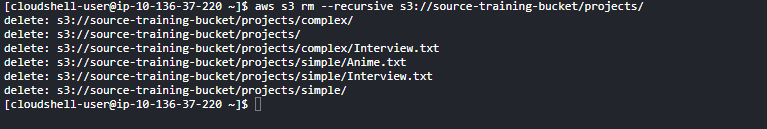 [cloudshell-user@ip-10-136-37-220 ~]$ aws s3 rm --recursive s3://source-training-bucket/projects/
delete: s3://source-training-bucket/projects/complex/
delete: s3://source-training-bucket/projects/
delete: s3://source-training-bucket/projects/complex/Interview.txt
delete: s3://source-training-bucket/projects/simple/Anime.txt
delete: s3://source-training-bucket/projects/simple/Interview.txt
delete: s3://source-training-bucket/projects/simple/
[cloudshell-user@ip-10-136-37-220 ~]$